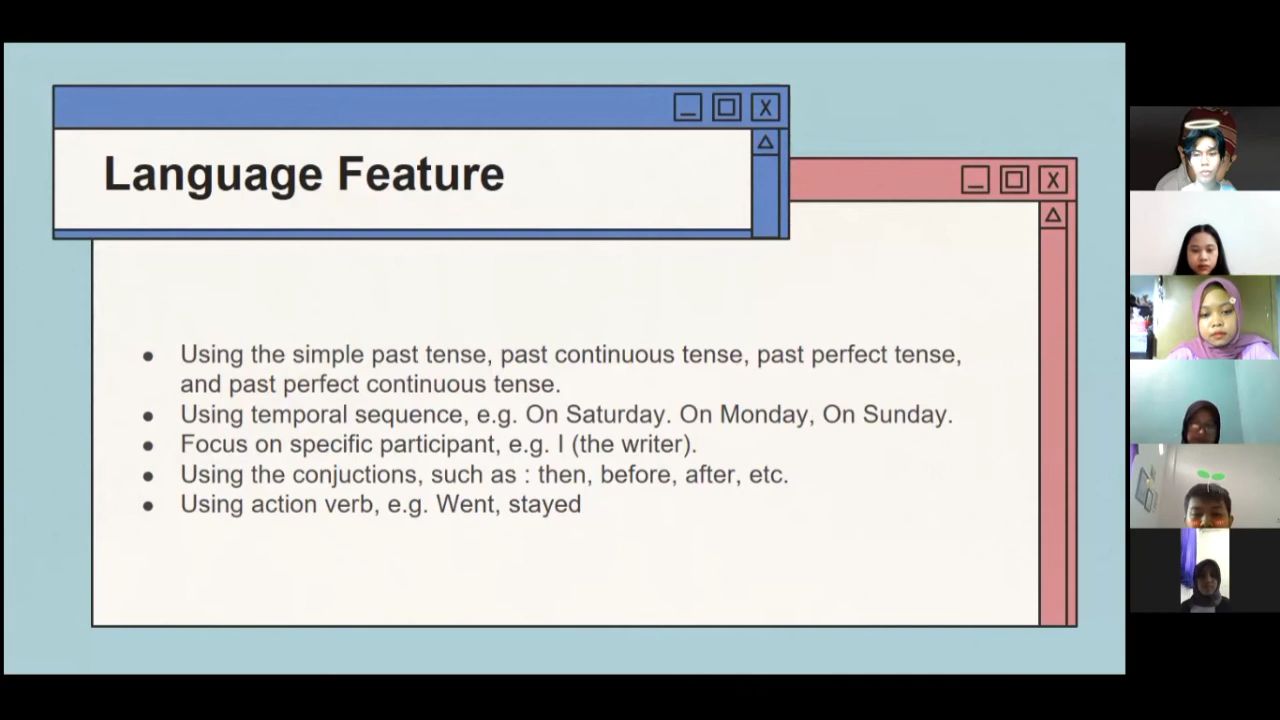 Language Feature
● Using the simple past tense, past continuous tense, past perfect tense,
and past perfect continuous tense.
● Using temporal sequence, e.g. On Saturday. On Monday, On Sunday.
● Focus on specific participant, e.g. I (the writer).
● Using the conjuctions, such as : then, before, after, etc.
● Using action verb, e.g. Went, stayed